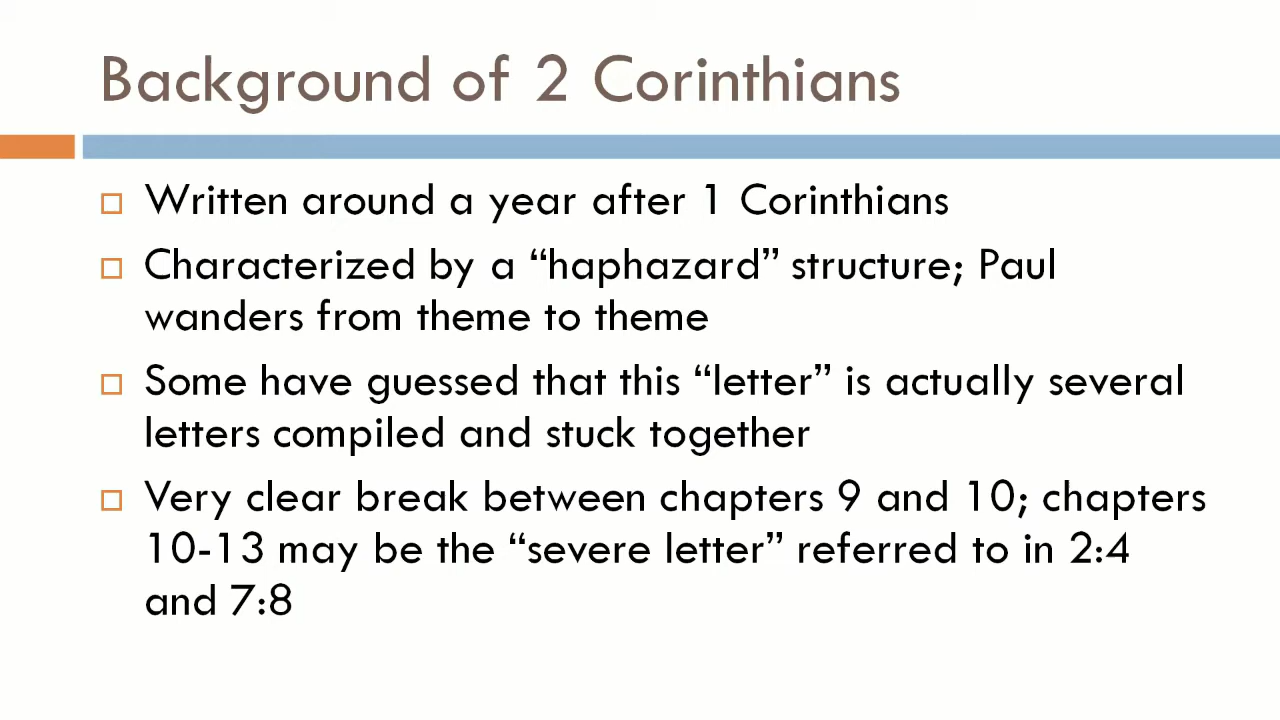 Background of 2 Corinthians
Written around a year after 1 Corinthians
Characterized by a “haphazard” structure; Paul
wanders from theme to theme
Some have guessed that this “letter” is actually several
letters compiled and stuck together
Very clear break between chapters 9 and 10; chapters
10-13 may be the “severe letter” referred to in 2:4
and 7:8